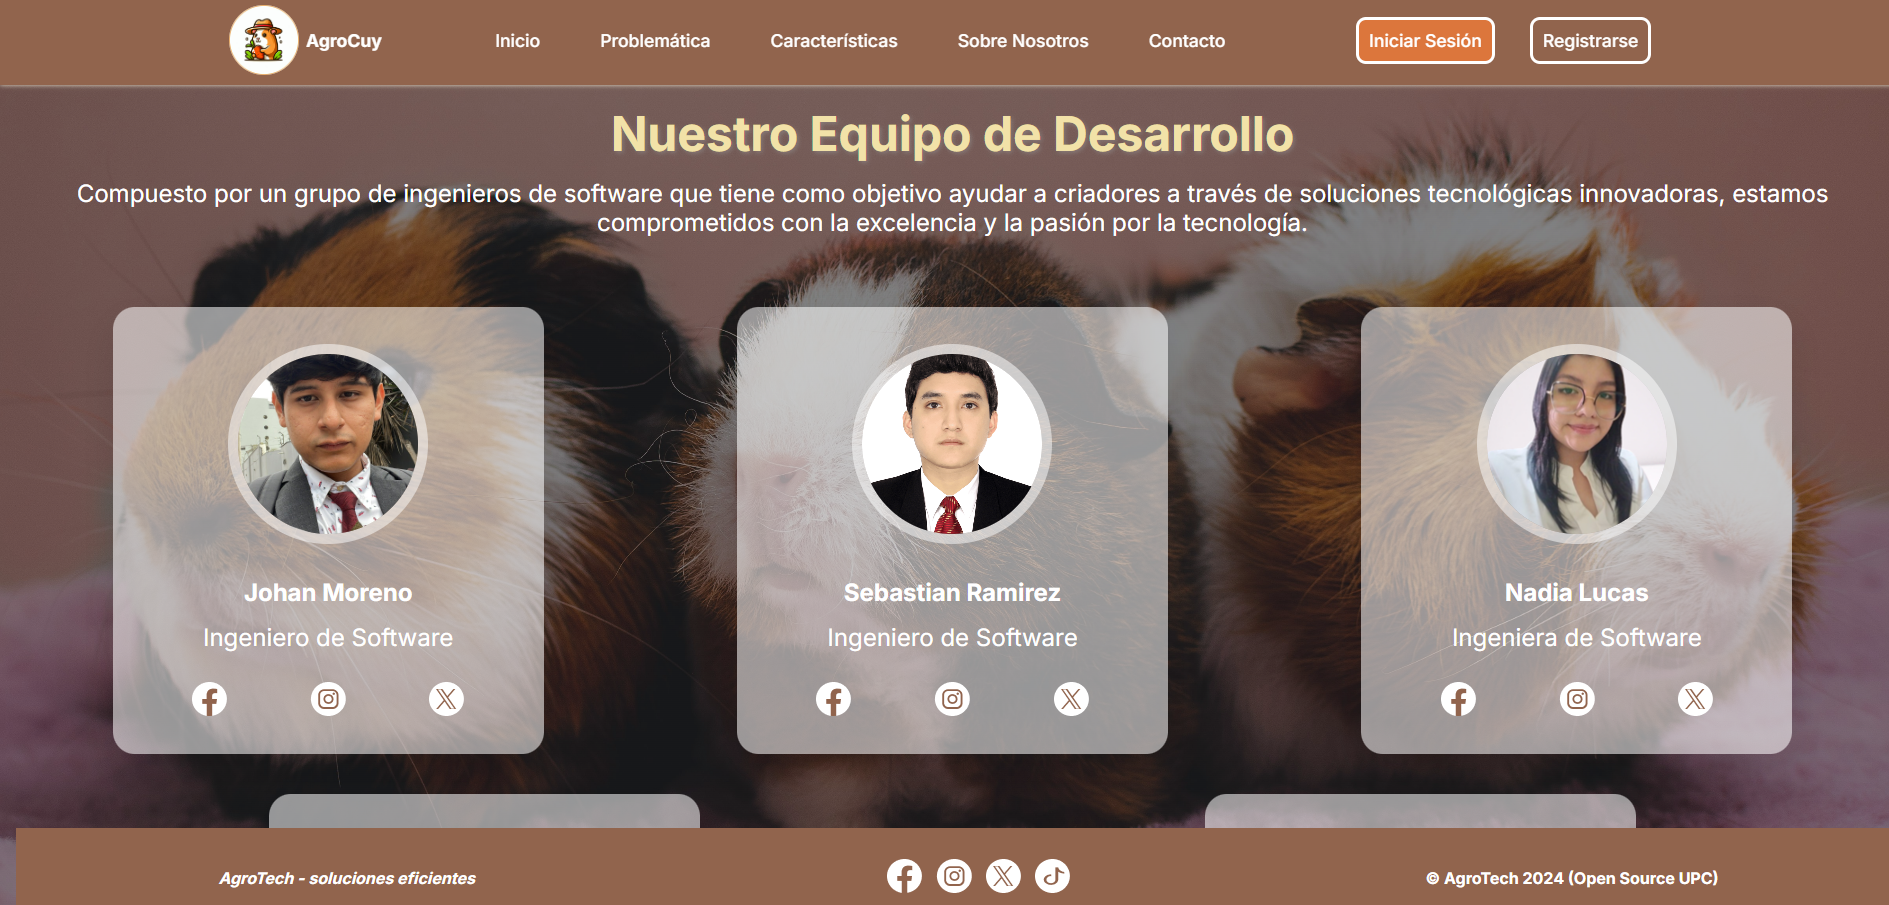 AgroCuy
Inicio
Problemática
Características
Sobre Nosotros
Contacto
Iniciar Sesión
Registrarse
Nuestro Equipo de Desarrollo
Compuesto por un grupo de ingenieros de software que tiene como objetivo ayudar a criadores a través de soluciones tecnológicas innovadoras, estamos
comprometidos con la excelencia y la pasión por la tecnología.
Johan Moreno
Ingeniero de Software
Sebastian Ramirez
Ingeniero de Software
Nadia Lucas
Ingeniera de Software
AgroTech - soluciones eficientes
© AgroTech 2024 (Open Source UPC)